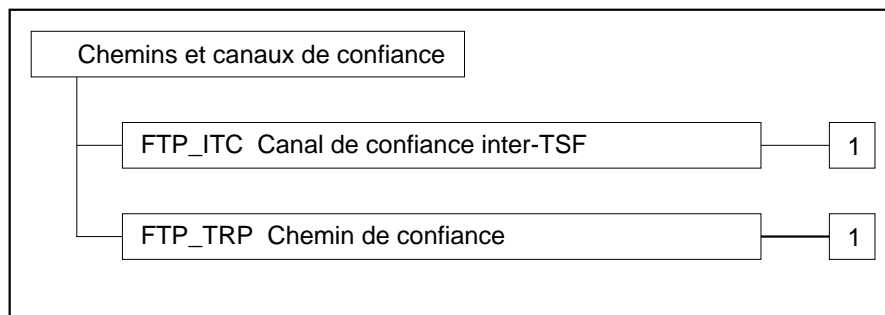 Chemins et canaux de confiance
FTP_ITC Canal de confiance inter-TSF 1
FTP_TRP Chemin de confiance 1